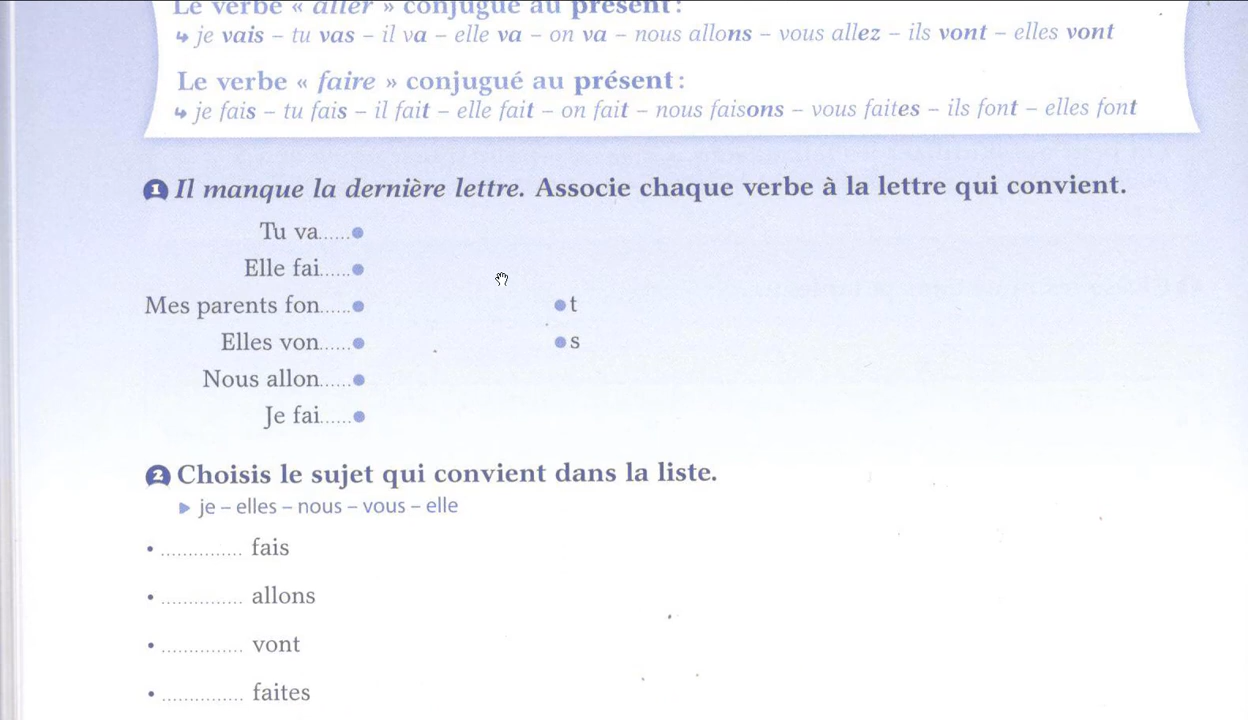 Le verbe « aller » conjugué au présent :
↪ je vais – tu vas – il va – elle va – on va – nous allons – vous allez – ils vont – elles vont
Le verbe « faire » conjugué au présent :
↪ je fais – tu fais – il fait – elle fait – on fait – nous faisons – vous faites – ils font – elles font
1 Il manque la dernière lettre. Associe chaque verbe à la lettre qui convient.
Tu va......●
Elle fai......●
Mes parents fon......● ● t
Elles von......● ● s
Nous allon......●
Je fai......●
2 Choisis le sujet qui convient dans la liste.
▶ je – elles – nous – vous – elle
• ............... fais
• ............... allons
• ............... vont
• ............... faites